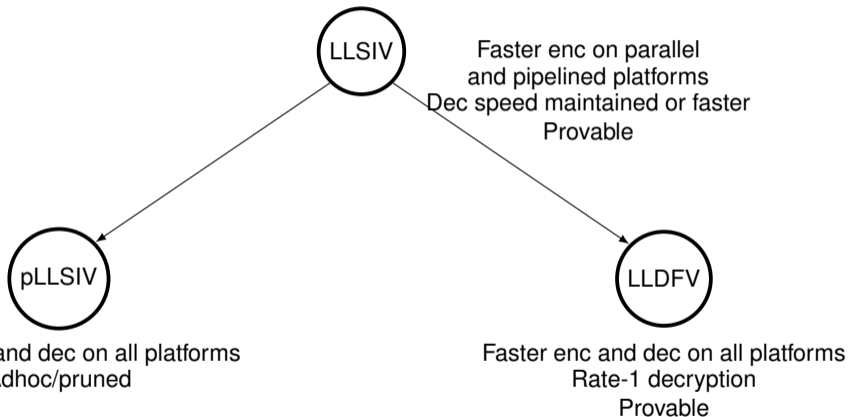 LLSIV
Faster enc on parallel
and pipelined platforms
Dec speed maintained or faster
Provable
pLLSIV
LLDFV
and dec on all platforms
dhoc/pruned
Faster enc and dec on all platforms
Rate-1 decryption
Provable